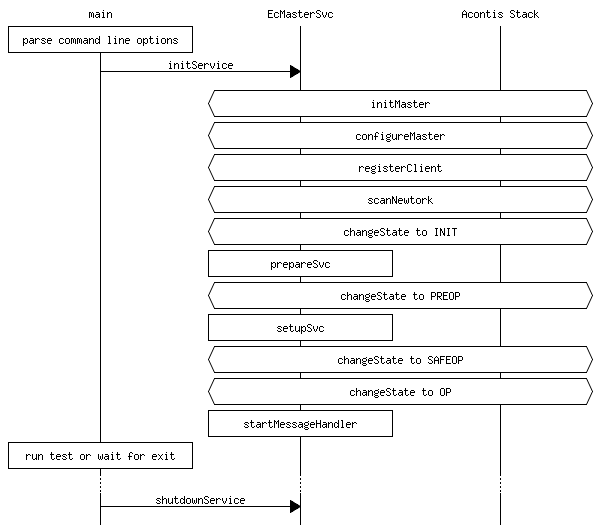 main EcMasterSvc Acontis Stack
parse command line options
initService
initMaster
configureMaster
registerClient
scanNewtork
changeState to INIT
prepareSvc
changeState to PREOP
setupSvc
changeState to SAFEOP
changeState to OP
startMessageHandler
run test or wait for exit
shutdownService